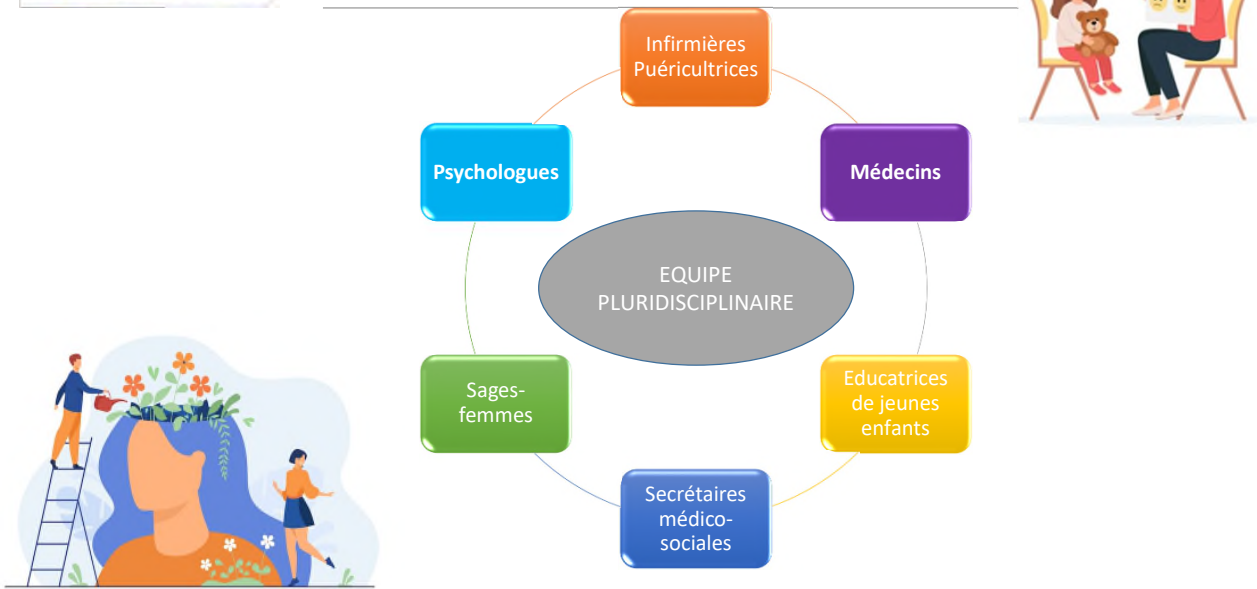 Infirmières
Puéricultrices
Psychologues
Médecins
EQUIPE
PLURIDISCIPLINAIRE
Sages-
femmes
Educatrices
de jeunes
enfants
Secrétaires
médico-
sociales